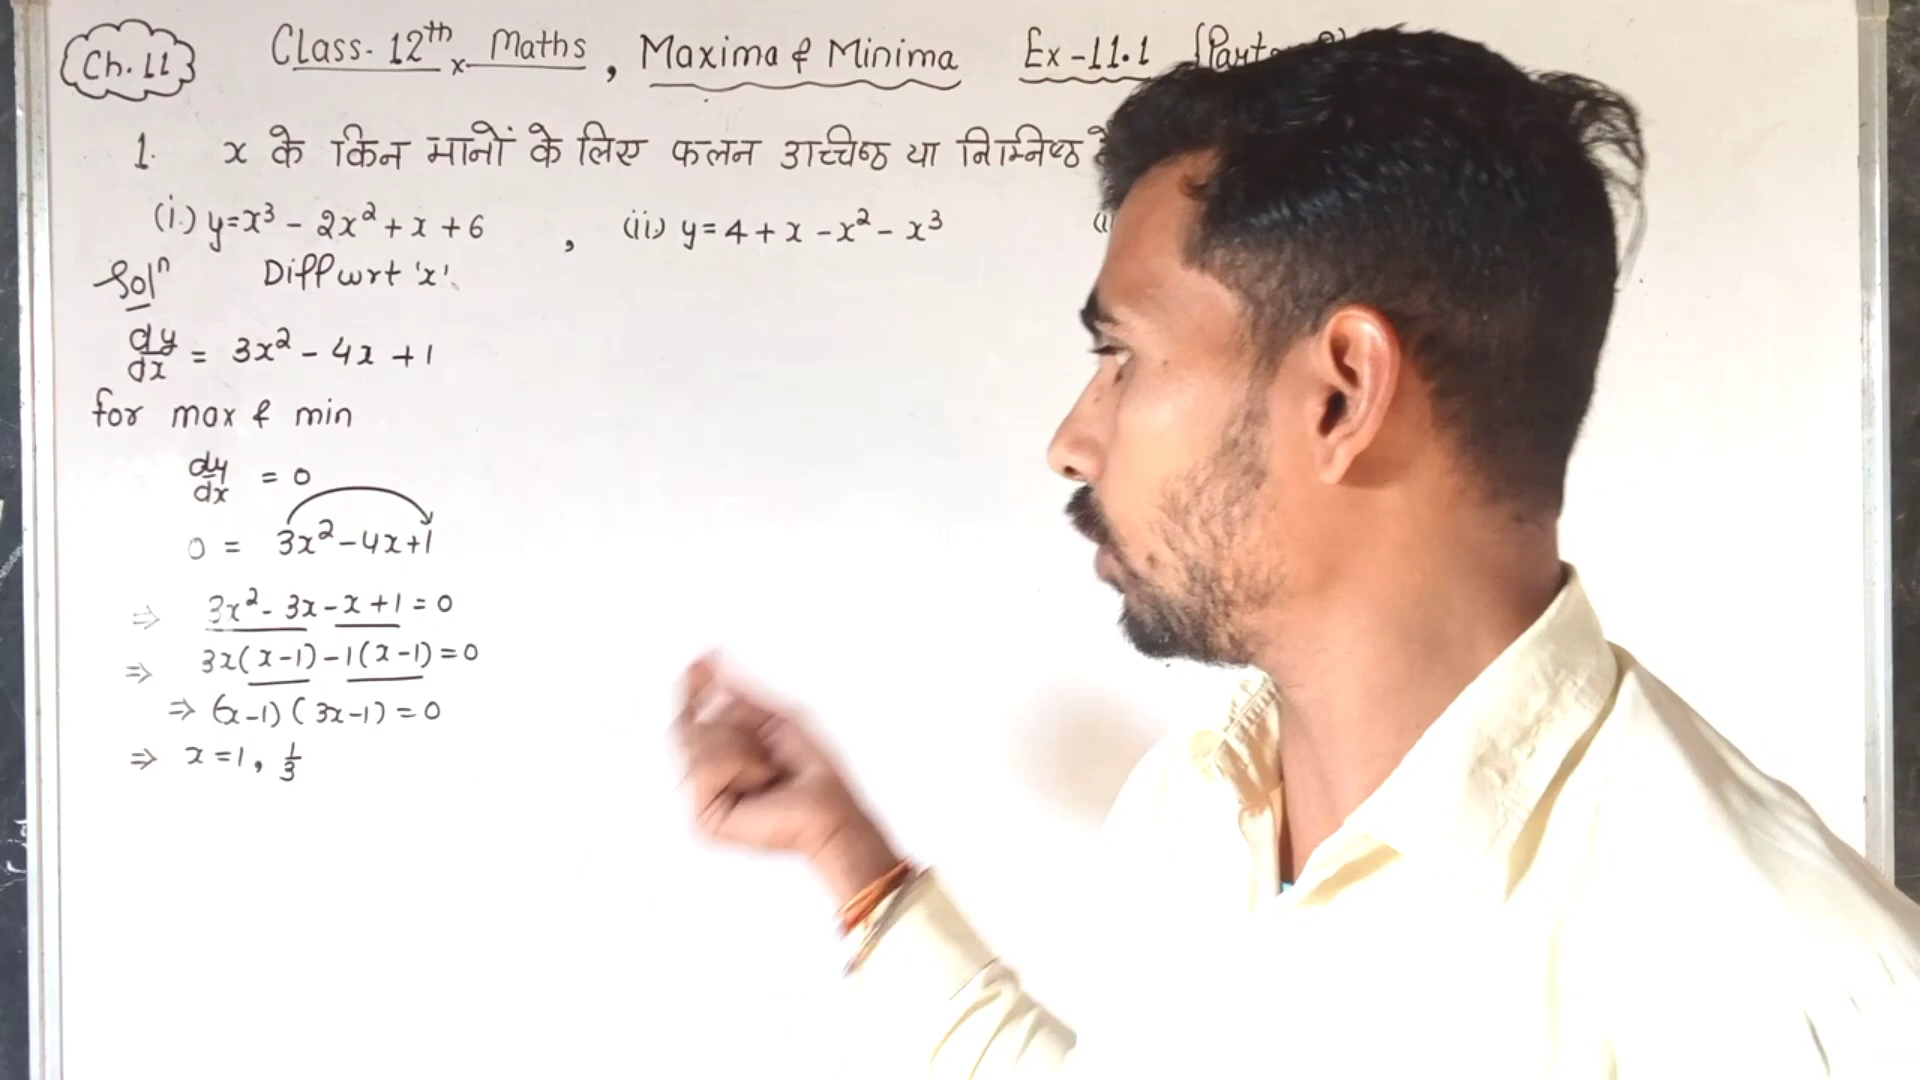 Ch. 11
Class- 12th Maths, Maxima & Minima Ex-11.1
1. x के किन मानों के लिए फलन उच्चिष्ठ या निम्निष्ठ
(i.) y=x³ - 2x² + x + 6 , (ii) y = 4 + x - x² - x³
Solⁿ Diff wrt 'x'.
dy/dx = 3x² - 4x + 1
for max & min
dy/dx = 0
0 = 3x² - 4x + 1
⇒ 3x² - 3x - x + 1 = 0
⇒ 3x(x-1) - 1(x-1) = 0
⇒ (x-1) (3x-1) = 0
⇒ x = 1, 1/3